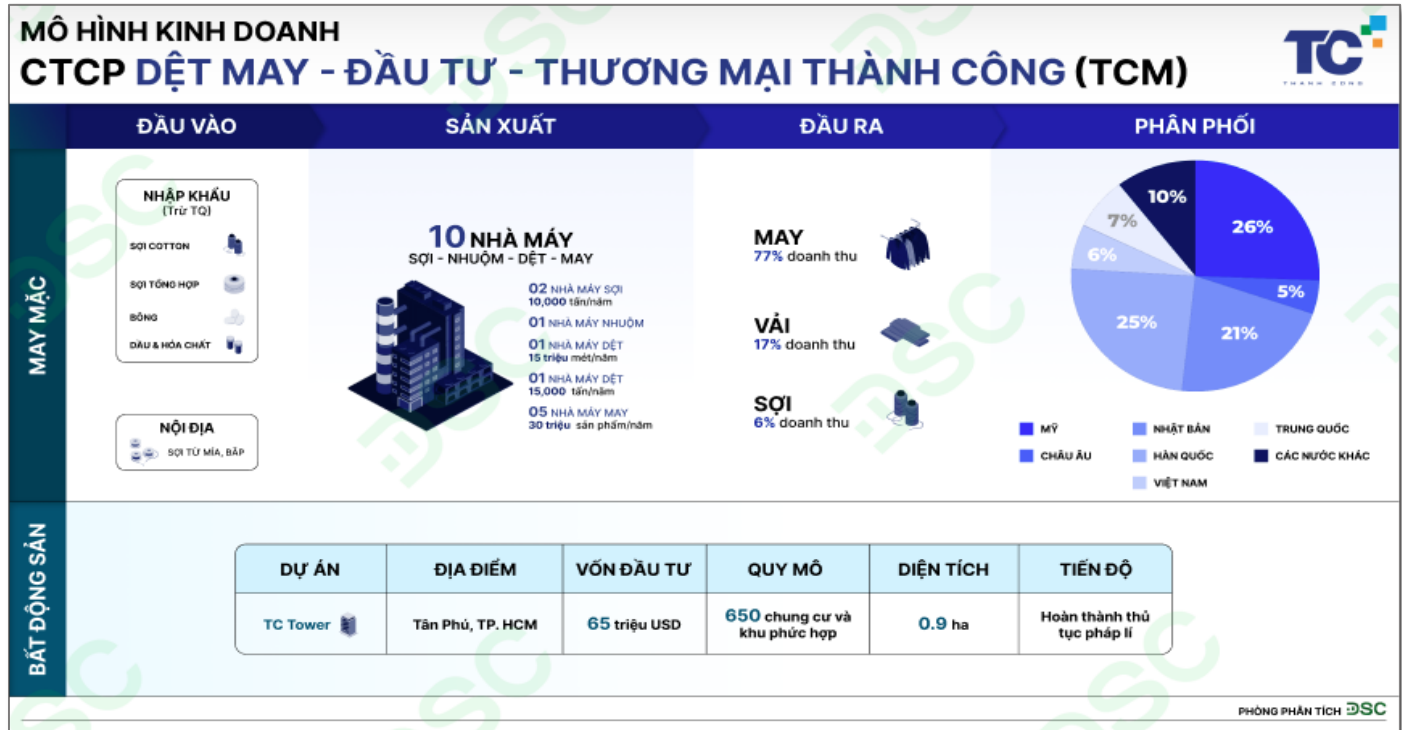 MÔ HÌNH KINH DOANH
CTCP DỆT MAY - ĐẦU TƯ - THƯƠNG MẠI THÀNH CÔNG (TCM)
TC
THANH CONG
ĐẦU VÀO
SẢN XUẤT
ĐẦU RA
PHÂN PHỐI
MAY MẶC
NHẬP KHẨU
(Trừ TQ)
SỢI COTTON
SỢI TỔNG HỢP
BÔNG
DẦU & HÓA CHẤT
NỘI ĐỊA
SỢI TỪ MÍA, BẮP
10 NHÀ MÁY
SỢI - NHUỘM - DỆT - MAY
02 NHÀ MÁY SỢI
10,000 tấn/năm
01 NHÀ MÁY NHUỘM
01 NHÀ MÁY DỆT
15 triệu mét/năm
01 NHÀ MÁY DỆT
15,000 tấn/năm
05 NHÀ MÁY MAY
30 triệu sản phẩm/năm
MAY
77% doanh thu
VẢI
17% doanh thu
SỢI
6% doanh thu
10%
26%
7%
6%
5%
25%
21%
MỸ
NHẬT BẢN
TRUNG QUỐC
CHÂU ÂU
HÀN QUỐC
CÁC NƯỚC KHÁC
VIỆT NAM
BẤT ĐỘNG SẢN
DỰ ÁN
ĐỊA ĐIỂM
VỐN ĐẦU TƯ
QUY MÔ
DIỆN TÍCH
TIẾN ĐỘ
TC Tower
Tân Phú, TP. HCM
65 triệu USD
650 chung cư và
khu phức hợp
0.9 ha
Hoàn thành thủ
tục pháp lí
PHÒNG PHÂN TÍCH DSC